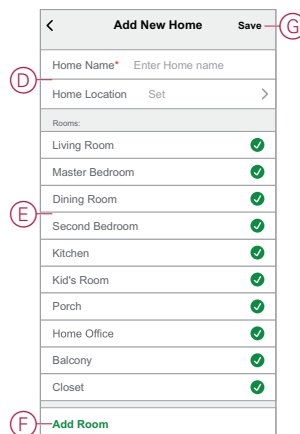 Add New Home Save G
Home Name* Enter Home name
D
Home Location Set
Rooms:
Living Room
Master Bedroom
Dining Room
E
Second Bedroom
Kitchen
Kid's Room
Porch
Home Office
Balcony
Closet
F Add Room